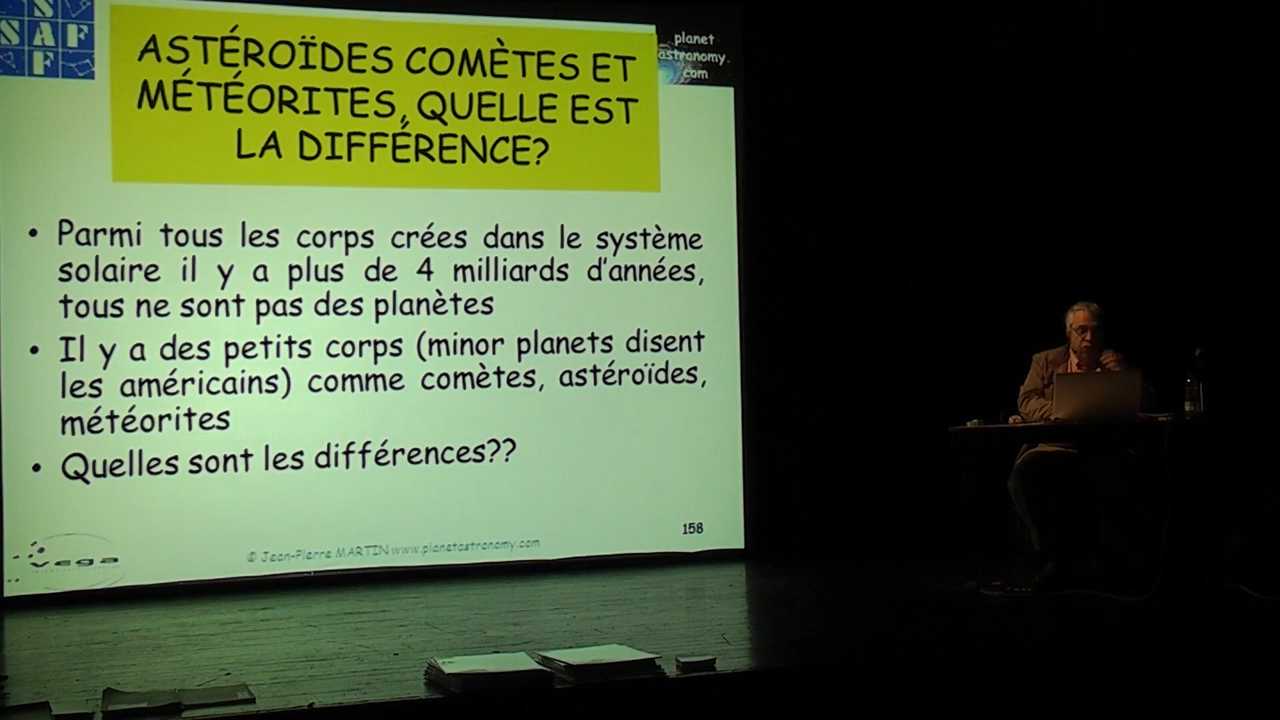 S
SAF
F
planet
astronomy.
com
ASTÉROÏDES COMÈTES ET
MÉTÉORITES, QUELLE EST
LA DIFFÉRENCE?
• Parmi tous les corps crées dans le système
solaire il y a plus de 4 milliards d'années,
tous ne sont pas des planètes
• Il y a des petits corps (minor planets disent
les américains) comme comètes, astéroïdes,
météorites
• Quelles sont les différences??
158
vega
© Jean-Pierre MARTIN www.planetastronomy.com